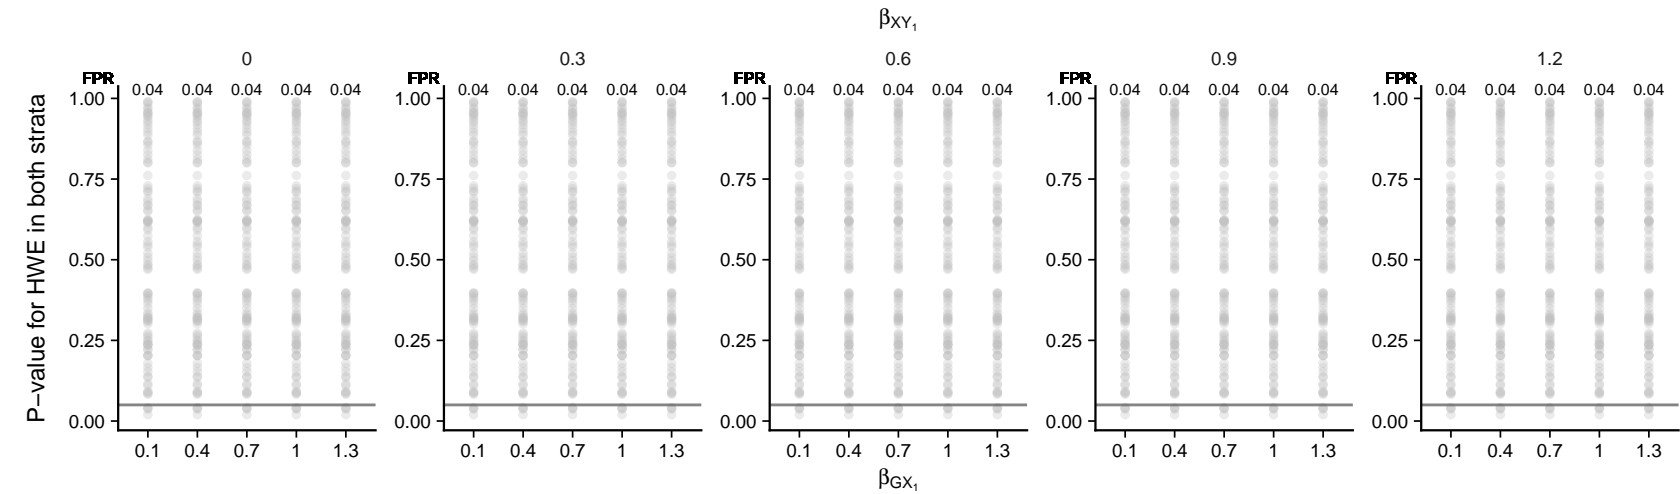 βXY1
0 0.3 0.6 0.9 1.2
FPR FPR FPR FPR FPR
0.04 0.04 0.04 0.04 0.04 0.04 0.04 0.04 0.04 0.04 0.04 0.04 0.04 0.04 0.04 0.04 0.04 0.04 0.04 0.04 0.04 0.04 0.04 0.04 0.04
1.00 1.00 1.00 1.00 1.00
0.75 0.75 0.75 0.75 0.75
0.50 0.50 0.50 0.50 0.50
0.25 0.25 0.25 0.25 0.25
0.00 0.00 0.00 0.00 0.00
P−value for HWE in both strata
0.1 0.4 0.7 1 1.3 0.1 0.4 0.7 1 1.3 0.1 0.4 0.7 1 1.3 0.1 0.4 0.7 1 1.3 0.1 0.4 0.7 1 1.3
βGX1